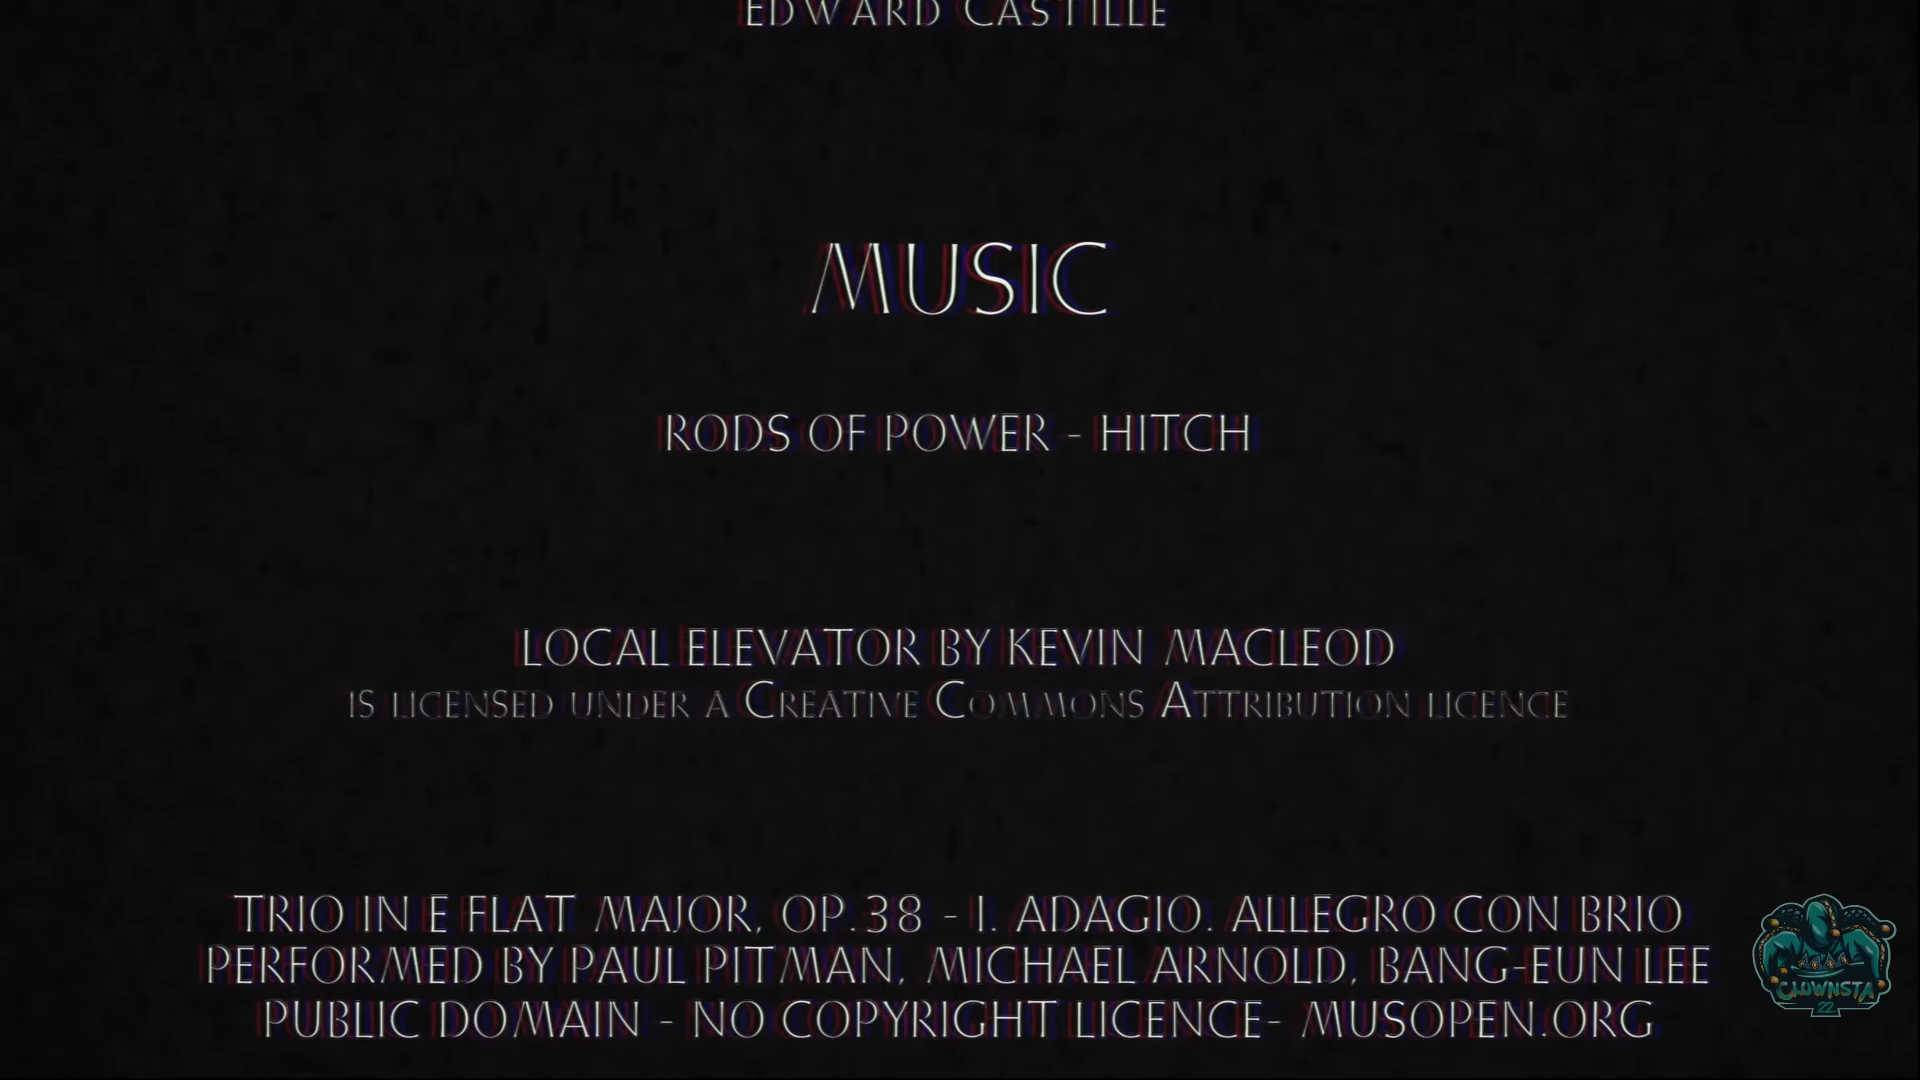 EDWARD CASTILLE
MUSIC
RODS OF POWER - HITCH
LOCAL ELEVATOR BY KEVIN MACLEOD
IS LICENSED UNDER A CREATIVE COMMONS ATTRIBUTION LICENCE
TRIO IN E FLAT MAJOR, OP.38 - I. ADAGIO. ALLEGRO CON BRIO
PERFORMED BY PAUL PITMAN, MICHAEL ARNOLD, BANG-EUN LEE
PUBLIC DOMAIN - NO COPYRIGHT LICENCE- MUSOPEN.ORG
CLOWNSTA
22